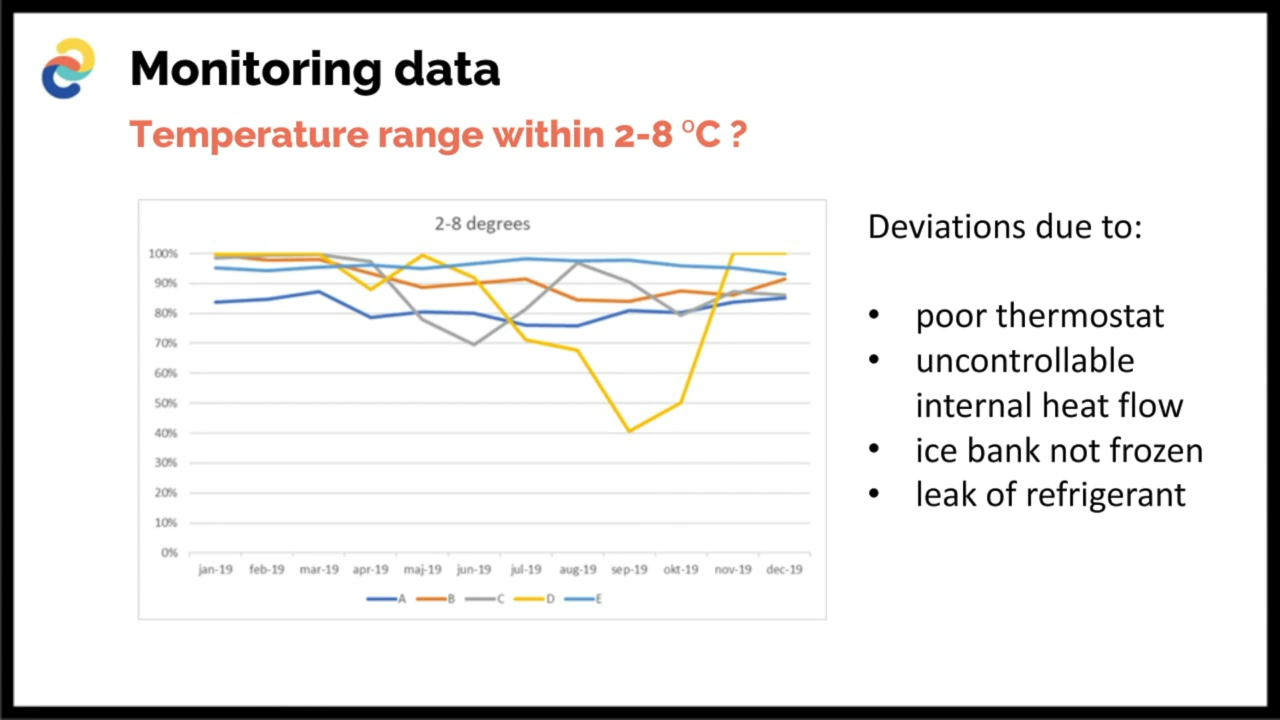 Monitoring data
Temperature range within 2-8 °C ?
2-8 degrees
100%
90%
80%
70%
60%
50%
40%
30%
20%
10%
0%
jan-19 feb-19 mar-19 apr-19 maj-19 jun-19 jul-19 aug-19 sep-19 okt-19 nov-19 dec-19
A B C D E
Deviations due to:
• poor thermostat
• uncontrollable
internal heat flow
• ice bank not frozen
• leak of refrigerant